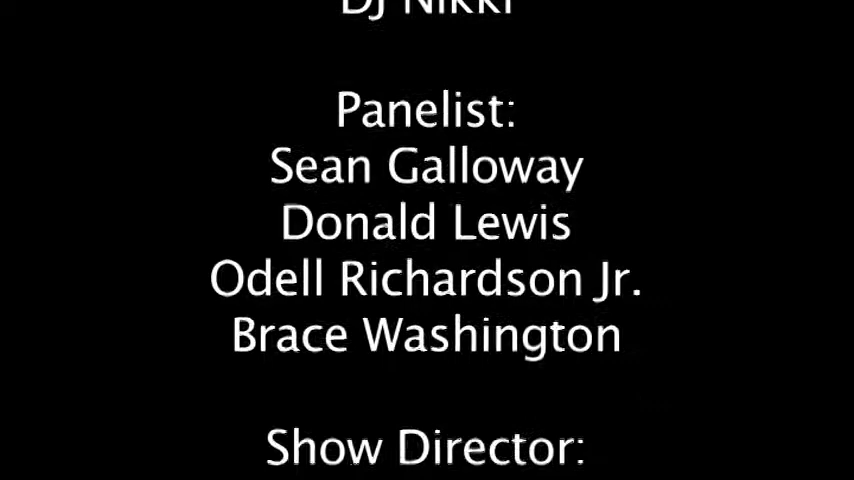 DJ Nikki
Panelist:
Sean Galloway
Donald Lewis
Odell Richardson Jr.
Brace Washington
Show Director: